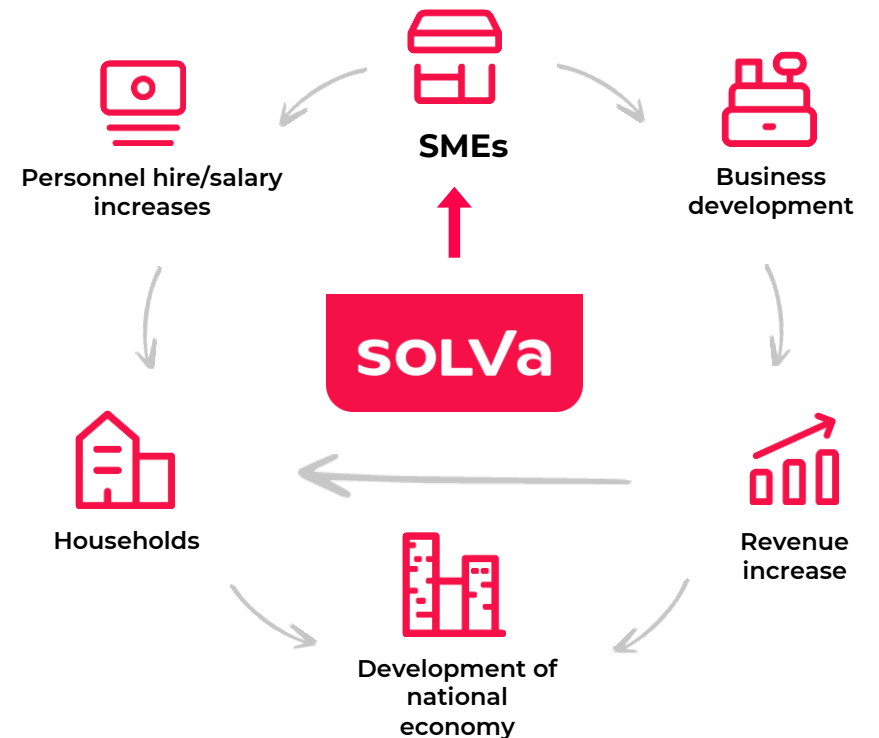 SMEs
Personnel hire/salary
increases
Business
development
SOLVa
Households
Revenue
increase
Development of
national
economy